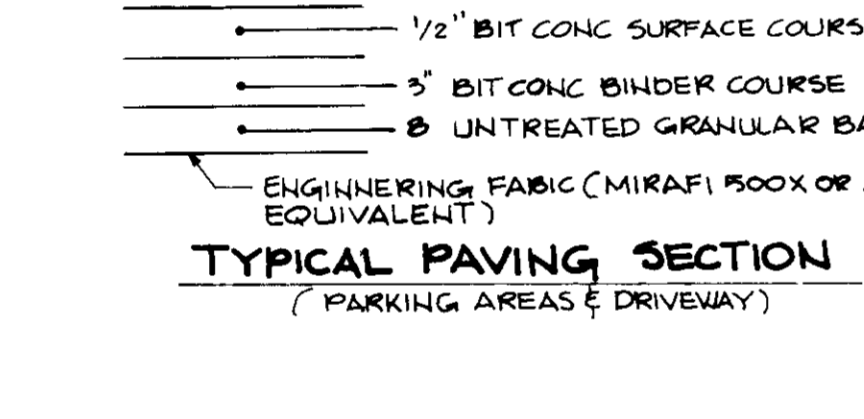 1/2" BIT CONC SURFACE COURS
3" BIT CONC BINDER COURSE
8 UNTREATED GRANULAR BA
ENGINNERING FABIC (MIRAFI 500X OR
EQUIVALENT)
TYPICAL PAVING SECTION
(PARKING AREAS & DRIVEWAY)